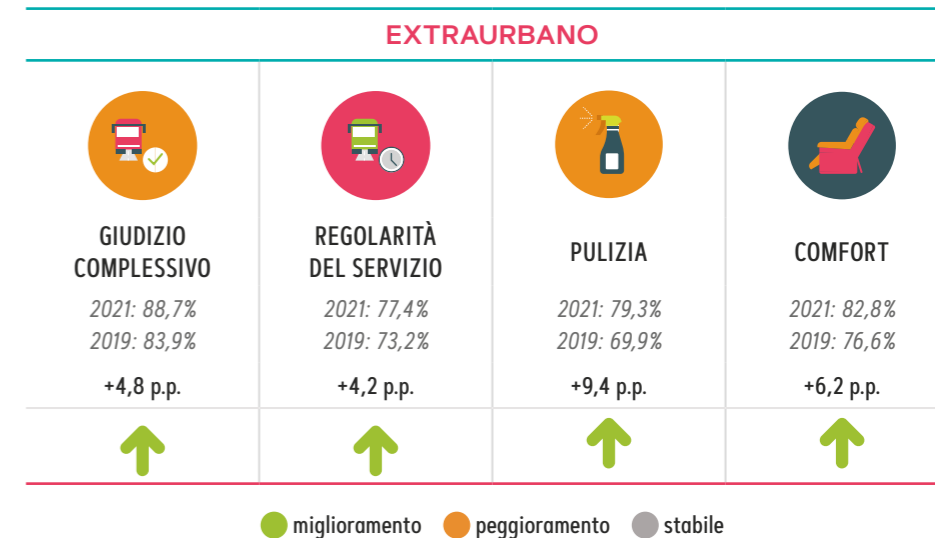 EXTRAURBANO
GIUDIZIO
COMPLESSIVO
2021: 88,7%
2019: 83,9%
+4,8 p.p.
REGOLARITÀ
DEL SERVIZIO
2021: 77,4%
2019: 73,2%
+4,2 p.p.
PULIZIA
2021: 79,3%
2019: 69,9%
+9,4 p.p.
COMFORT
2021: 82,8%
2019: 76,6%
+6,2 p.p.
miglioramento peggioramento stabile